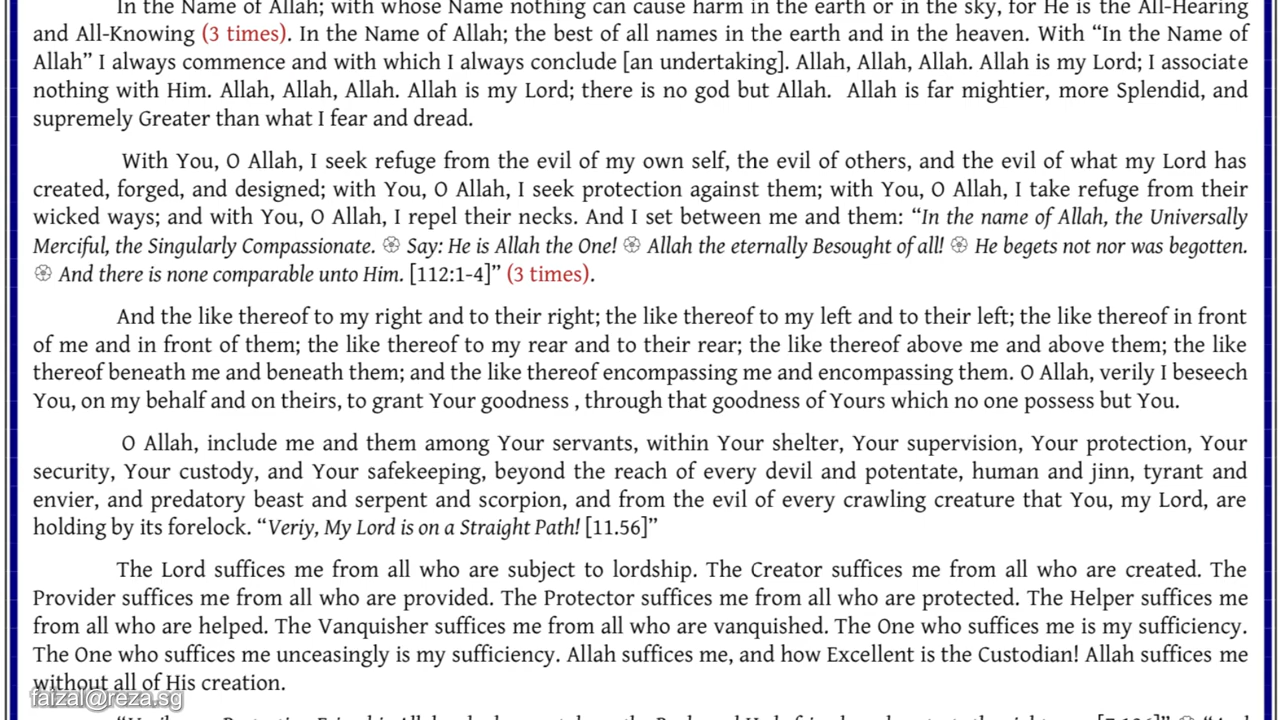 In the Name of Allah; with whose Name nothing can cause harm in the earth or in the sky, for He is the All-Hearing
and All-Knowing (3 times). In the Name of Allah; the best of all names in the earth and in the heaven. With “In the Name of
Allah” I always commence and with which I always conclude [an undertaking]. Allah, Allah, Allah. Allah is my Lord; I associate
nothing with Him. Allah, Allah, Allah. Allah is my Lord; there is no god but Allah. Allah is far mightier, more Splendid, and
supremely Greater than what I fear and dread.
With You, O Allah, I seek refuge from the evil of my own self, the evil of others, and the evil of what my Lord has
created, forged, and designed; with You, O Allah, I seek protection against them; with You, O Allah, I take refuge from their
wicked ways; and with You, O Allah, I repel their necks. And I set between me and them: “In the name of Allah, the Universally
Merciful, the Singularly Compassionate. ֍ Say: He is Allah the One! ֍ Allah the eternally Besought of all! ֍ He begets not nor was begotten.
֍ And there is none comparable unto Him. [112:1-4]” (3 times).
And the like thereof to my right and to their right; the like thereof to my left and to their left; the like thereof in front
of me and in front of them; the like thereof to my rear and to their rear; the like thereof above me and above them; the like
thereof beneath me and beneath them; and the like thereof encompassing me and encompassing them. O Allah, verily I beseech
You, on my behalf and on theirs, to grant Your goodness , through that goodness of Yours which no one possess but You.
O Allah, include me and them among Your servants, within Your shelter, Your supervision, Your protection, Your
security, Your custody, and Your safekeeping, beyond the reach of every devil and potentate, human and jinn, tyrant and
envier, and predatory beast and serpent and scorpion, and from the evil of every crawling creature that You, my Lord, are
holding by its forelock. “Veriy, My Lord is on a Straight Path! [11.56]”
The Lord suffices me from all who are subject to lordship. The Creator suffices me from all who are created. The
Provider suffices me from all who are provided. The Protector suffices me from all who are protected. The Helper suffices me
from all who are helped. The Vanquisher suffices me from all who are vanquished. The One who suffices me is my sufficiency.
The One who suffices me unceasingly is my sufficiency. Allah suffices me, and how Excellent is the Custodian! Allah suffices me
without all of His creation.
faizal@reza.sg